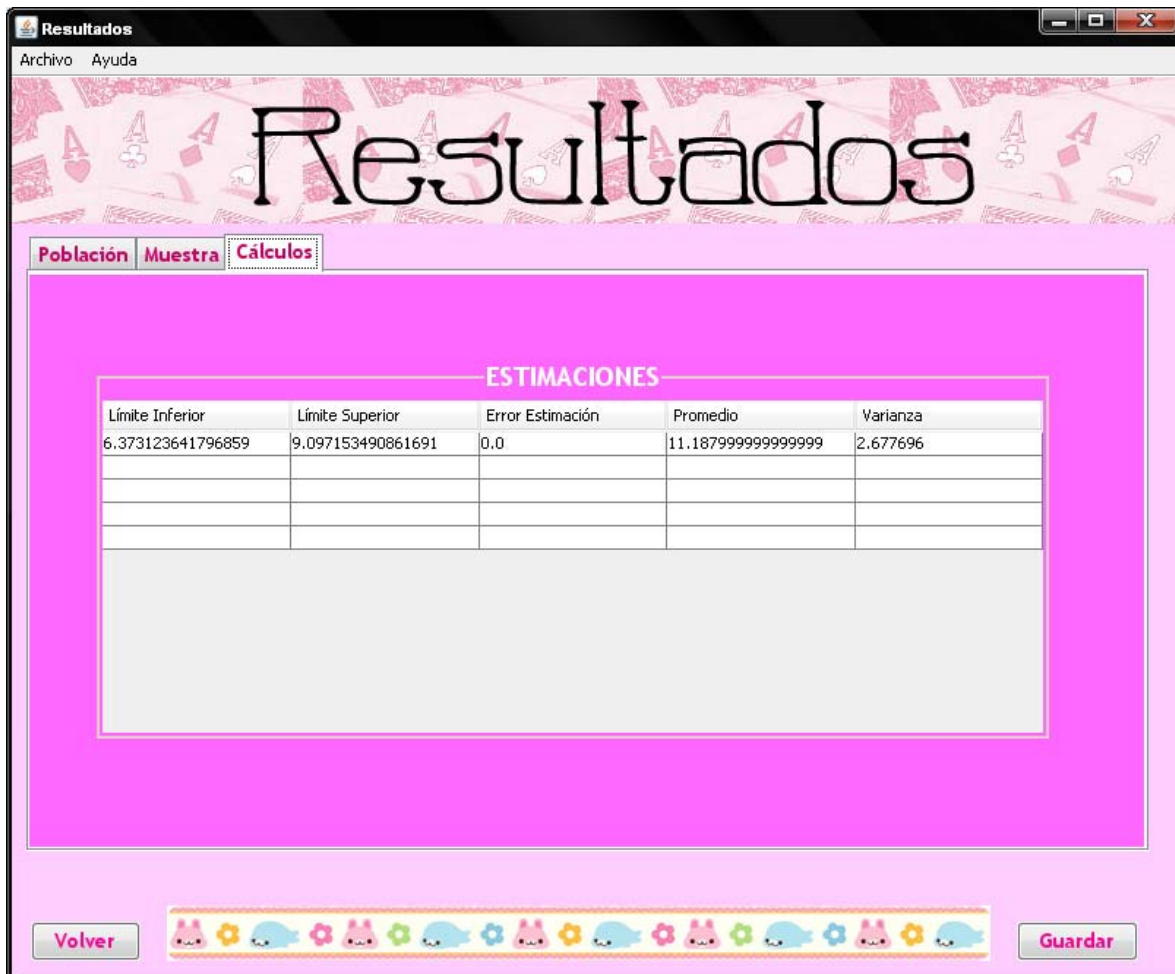 Resultados
Archivo Ayuda
Resultados
Población Muestra Cálculos
ESTIMACIONES
Límite Inferior Límite Superior Error Estimación Promedio Varianza
6.373123641796859 9.097153490861691 0.0 11.187999999999999 2.677696
Volver Guardar